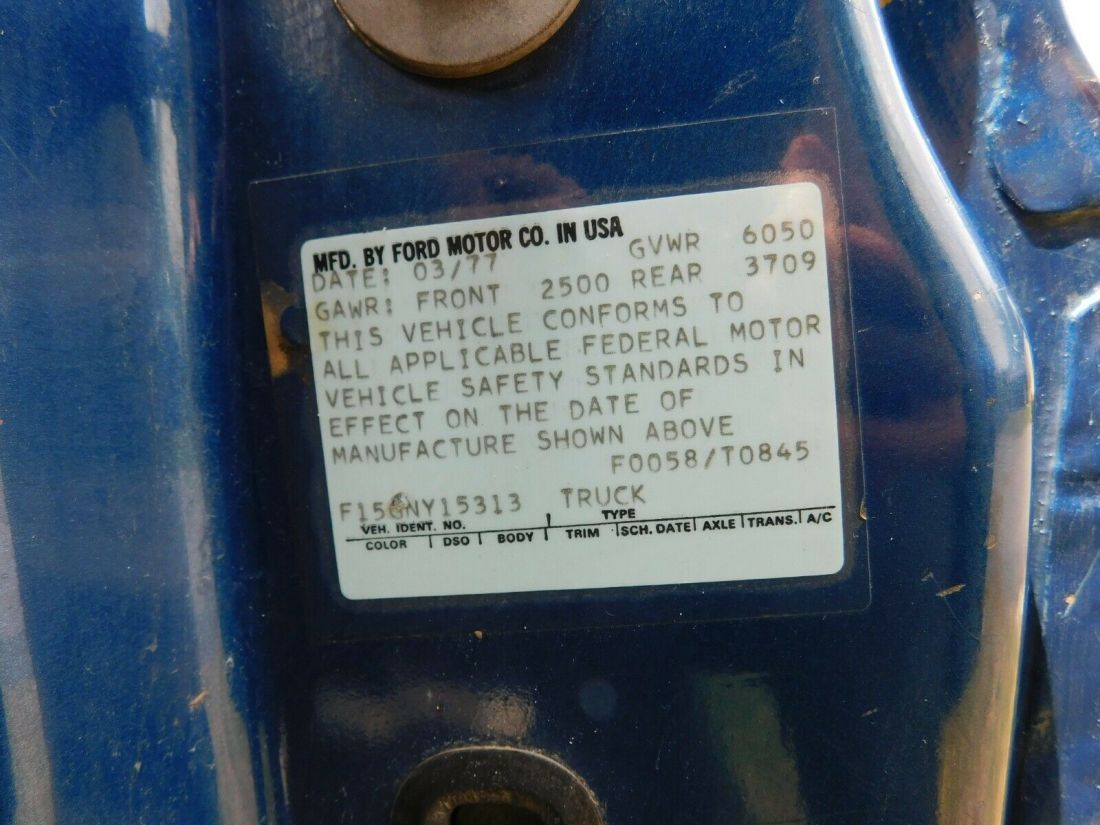 MFD. BY FORD MOTOR CO. IN USA
DATE: 03/77 GVWR 6050
GAWR: FRONT 2500 REAR 3709
THIS VEHICLE CONFORMS TO
ALL APPLICABLE FEDERAL MOTOR
VEHICLE SAFETY STANDARDS IN
EFFECT ON THE DATE OF
MANUFACTURE SHOWN ABOVE
F0058/T0845
F15GNY15313 TRUCK
VEH. IDENT. NO. TYPE
COLOR DSO BODY TRIM SCH. DATE AXLE TRANS. A/C